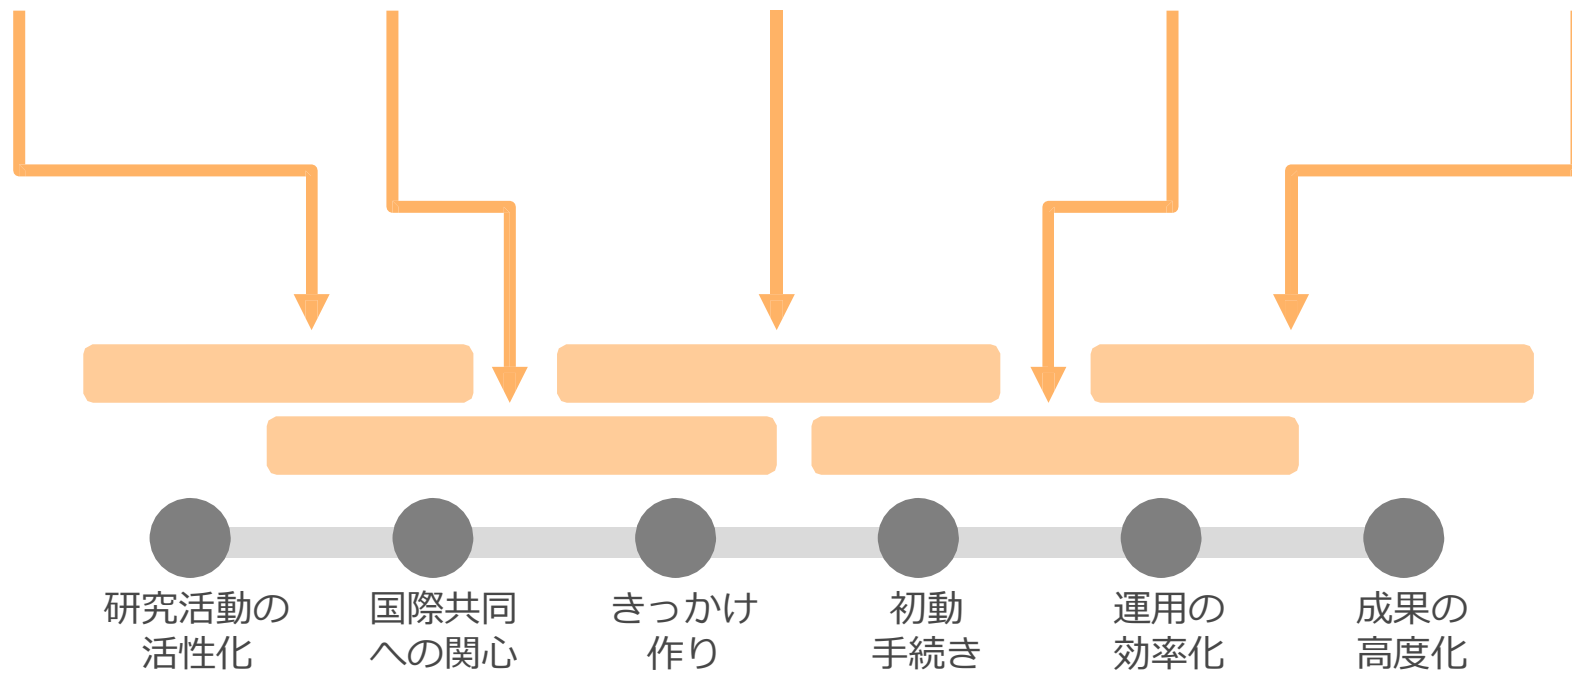 研究活動の
活性化
国際共同
への関心
きっかけ
作り
初動
手続き
運用の
効率化
成果の
高度化